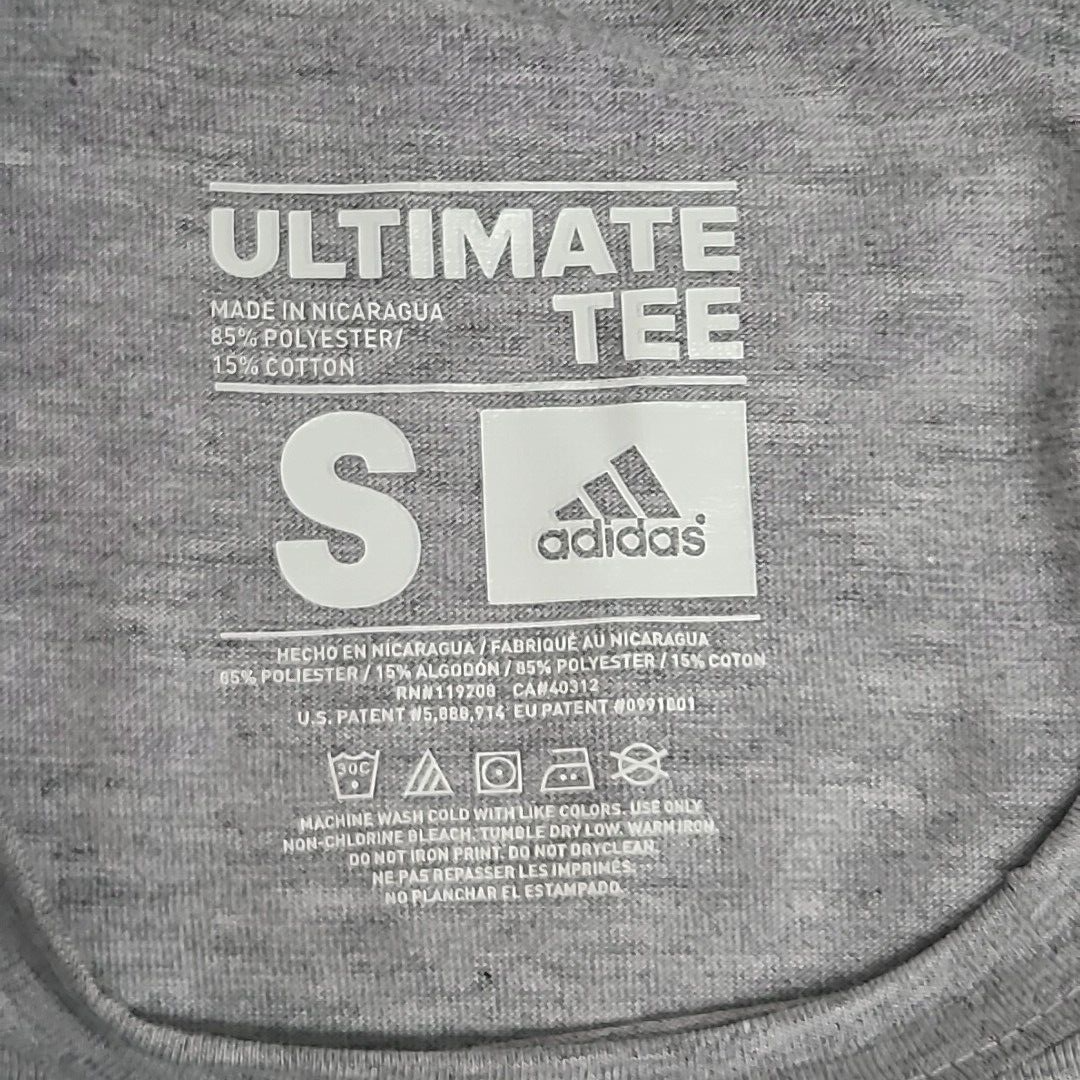 ULTIMATE
TEE
MADE IN NICARAGUA
85% POLYESTER/
15% COTTON
S
adidas
HECHO EN NICARAGUA / FABRIQUÉ AU NICARAGUA
85% POLIESTER / 15% ALGODÓN / 85% POLYESTER / 15% COTON
RN#119208 CA#40312
U.S. PATENT #5,888,914 EU PATENT #0991801
30C
MACHINE WASH COLD WITH LIKE COLORS. USE ONLY
NON-CHLORINE BLEACH. TUMBLE DRY LOW. WARM IRON.
DO NOT IRON PRINT. DO NOT DRYCLEAN.
NE PAS REPASSER LES IMPRIMÉS.
NO PLANCHAR EL ESTAMPADO.